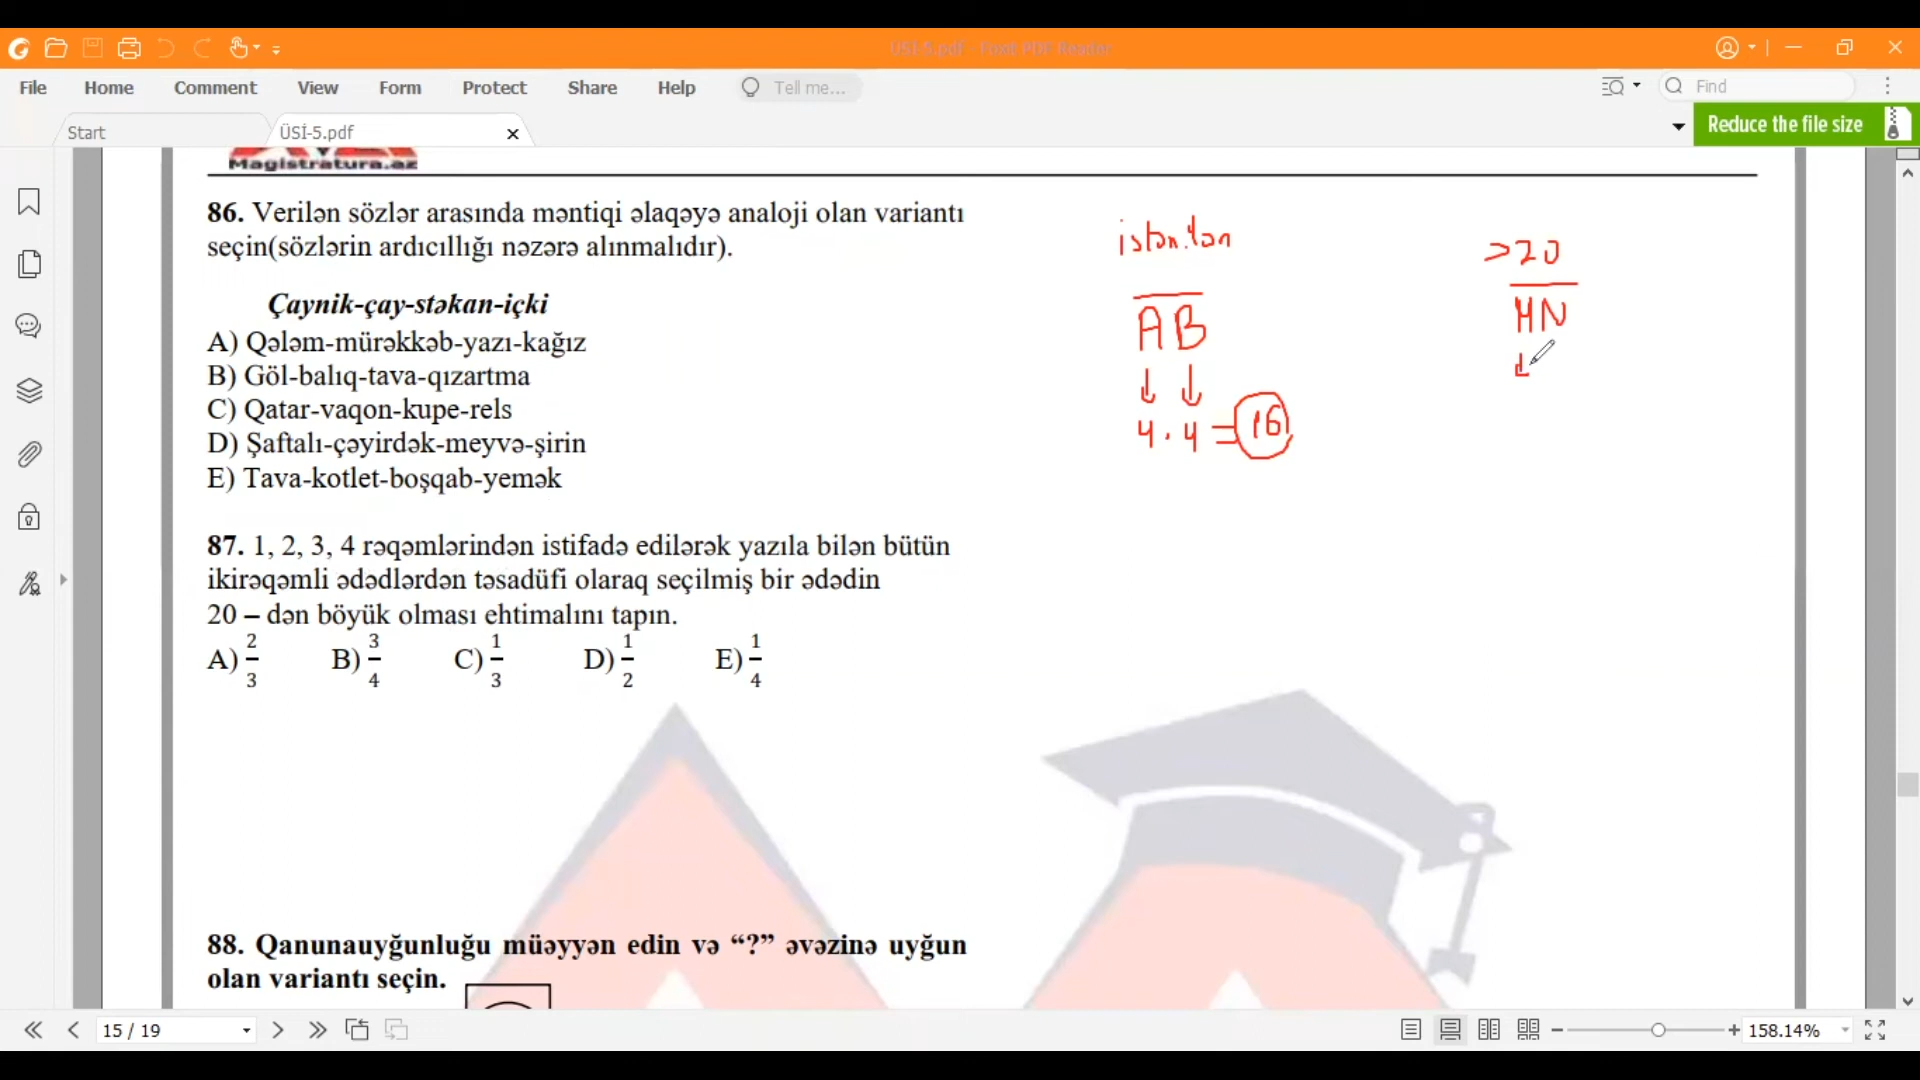 ÜSİ-5.pdf - Foxit PDF Reader
File Home Comment View Form Protect Share Help Tell me... Find
Start ÜSİ-5.pdf Reduce the file size
Magistratura.az
86. Verilən sözlər arasında məntiqi əlaqəyə analoji olan variantı
seçin(sözlərin ardıcıllığı nəzərə alınmalıdır).
Çaynik-çay-stəkan-içki
A) Qələm-mürəkkəb-yazı-kağız
B) Göl-balıq-tava-qızartma
C) Qatar-vaqon-kupe-rels
D) Şaftalı-çəyirdək-meyvə-şirin
E) Tava-kotlet-boşqab-yemək
87. 1, 2, 3, 4 rəqəmlərindən istifadə edilərək yazıla bilən bütün
ikirəqəmli ədədlərdən təsadüfi olaraq seçilmiş bir ədədin
20 – dən böyük olması ehtimalını tapın.
A) 2/3 B) 3/4 C) 1/3 D) 1/2 E) 1/4
88. Qanunauyğunluğu müəyyən edin və “?” əvəzinə uyğun
olan variantı seçin.
istənilən
AB
4 · 4 = 16
>20
MN
15 / 19
158.14%